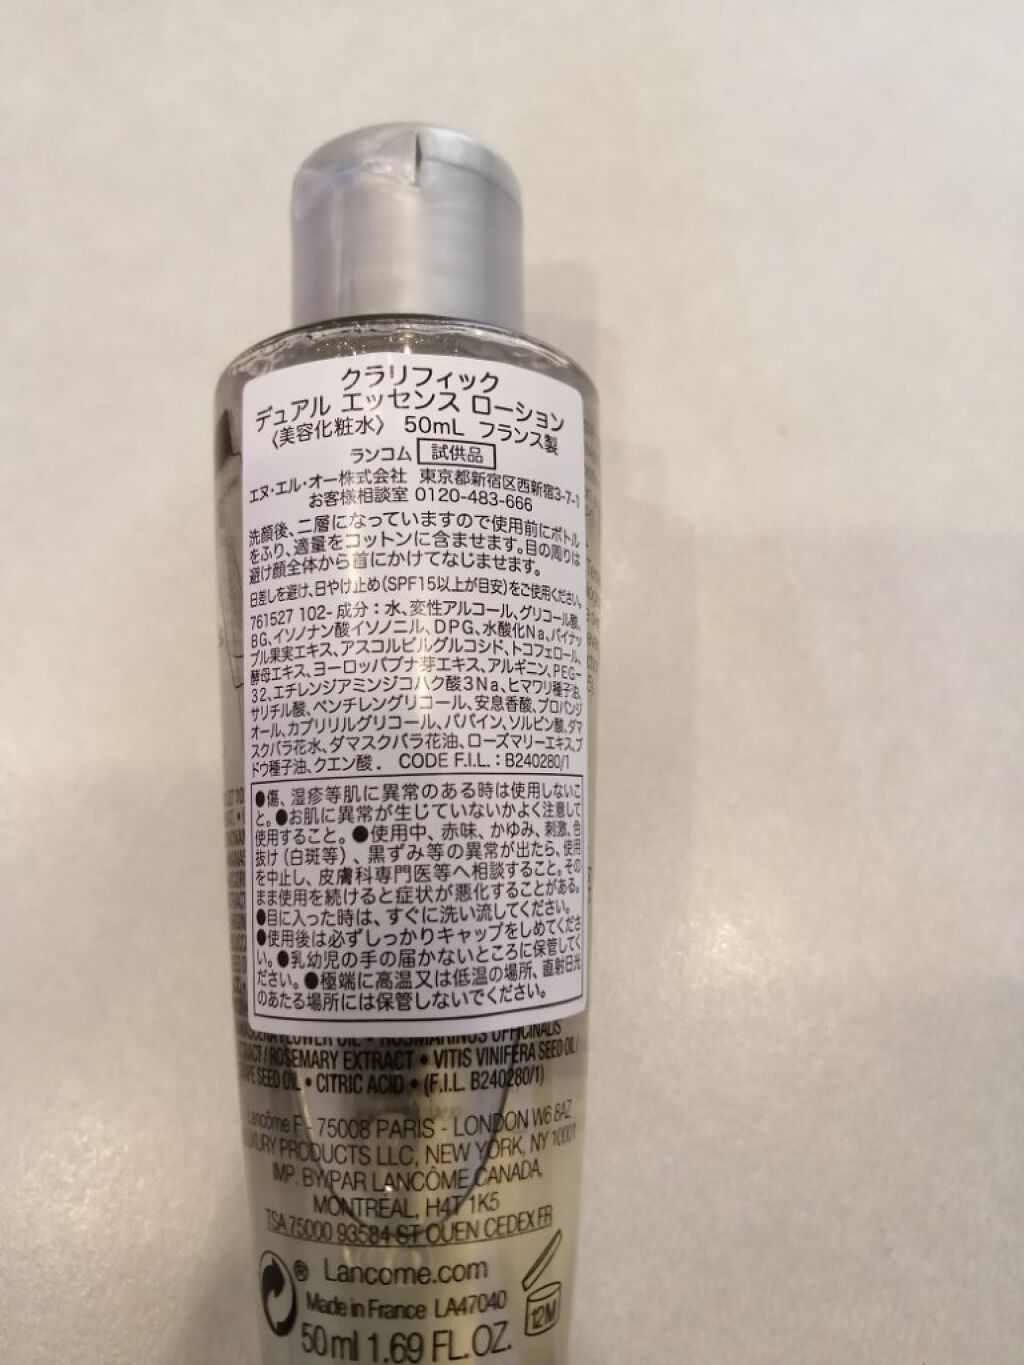 クラリフィック
デュアル エッセンス ローション
〈美容化粧水〉 50mL フランス製
ランコム 試供品
エヌ・エル・オー株式会社 東京都新宿区西新宿3-7-1
お客様相談室 0120-483-666
洗顔後、二層になっていますので使用前にボトル
をふり、適量をコットンに含ませます。目の周りは
避け顔全体から首にかけてなじませます。
日差しを避け、日やけ止め(SPF15以上が目安)をご使用ください。
761527 102- 成分：水、変性アルコール、グリコール酸、
BG、イソノナン酸イソノニル、DPG、水酸化Na、パイナッ
プル果実エキス、アスコルビルグルコシド、トコフェロール、
酵母エキス、ヨーロッパブナ芽エキス、アルギニン、PEG-
32、エチレンジアミンジコハク酸3Na、ヒマワリ種子油、
サリチル酸、ペンチレングリコール、安息香酸、プロパンジ
オール、カプリリルグリコール、パパイン、ソルビン酸、ダマ
スクバラ花水、ダマスクバラ花油、ローズマリーエキス、ブ
ドウ種子油、クエン酸． CODE F.I.L.：B240280/1
●傷、湿疹等肌に異常のある時は使用しないこ
と。●お肌に異常が生じていないかよく注意して
使用すること。●使用中、赤味、かゆみ、刺激、色
抜け（白斑等）、黒ずみ等の異常が出たら、使用
を中止し、皮膚科専門医等へ相談すること。その
まま使用を続けると症状が悪化することがある。
●目に入った時は、すぐに洗い流してください。
●使用後は必ずしっかりキャップをしめてくださ
い。●乳幼児の手の届かないところに保管してく
ださい。●極端に高温又は低温の場所、直射日光
のあたる場所には保管しないでください。
FLOWER OIL • ROSMARINUS OFFICINALIS
/ ROSEMARY EXTRACT • VITIS VINIFERA SEED OIL /
SEED OIL • CITRIC ACID • (F.I.L. B240280/1)
Lancôme F - 75008 PARIS - LONDON W6 8AZ
PRODUCTS LLC, NEW YORK, NY 10001
IMP. BY/PAR LANCÔME CANADA,
MONTREAL, H4T 1K5
TSA 75000 93584 ST OUEN CEDEX FR
® Lancome.com
Made in France LA47040
12M
50 ml 1.69 FL.OZ.